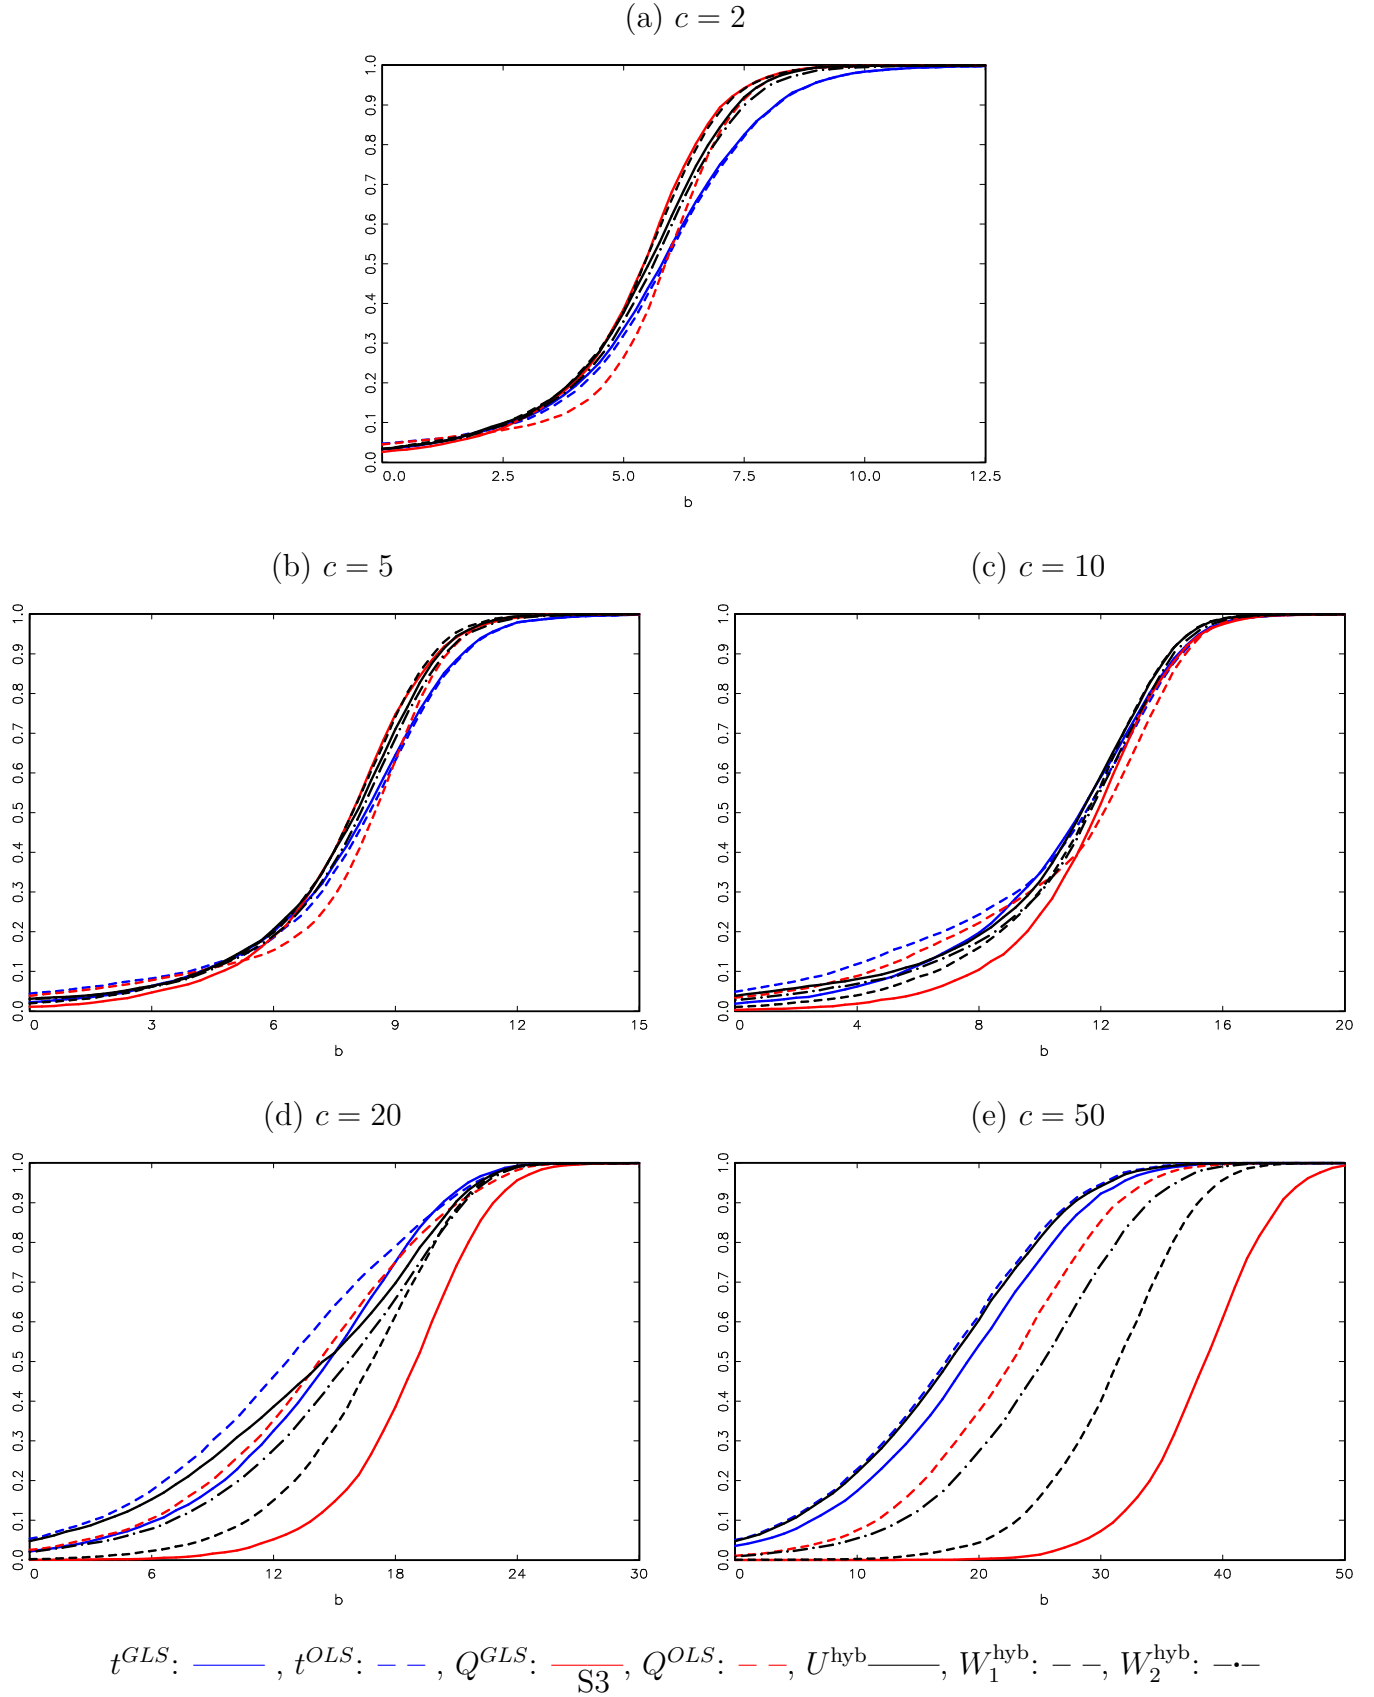 (a) c = 2
0.0 0.1 0.2 0.3 0.4 0.5 0.6 0.7 0.8 0.9 1.0
0.0 2.5 5.0 7.5 10.0 12.5
b
(b) c = 5
0.0 0.1 0.2 0.3 0.4 0.5 0.6 0.7 0.8 0.9 1.0
0 3 6 9 12 15
b
(c) c = 10
0.0 0.1 0.2 0.3 0.4 0.5 0.6 0.7 0.8 0.9 1.0
0 4 8 12 16 20
b
(d) c = 20
0.0 0.1 0.2 0.3 0.4 0.5 0.6 0.7 0.8 0.9 1.0
0 6 12 18 24 30
b
(e) c = 50
0.0 0.1 0.2 0.3 0.4 0.5 0.6 0.7 0.8 0.9 1.0
0 10 20 30 40 50
b
t^{GLS}: , t^{OLS}: , Q^{GLS}: , Q^{OLS}: , U^{hyb} , W_1^{hyb}: , W_2^{hyb}:
S3